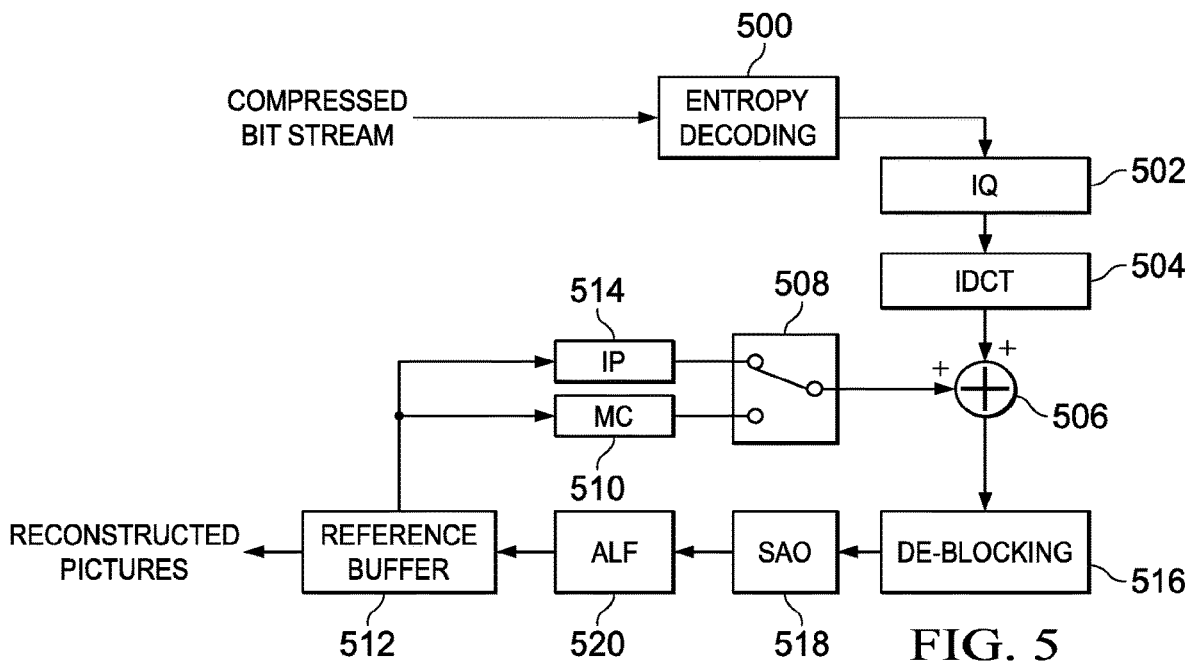 500
COMPRESSED
BIT STREAM
ENTROPY
DECODING
IQ
502
IDCT
504
514
508
IP
+
+
506
MC
510
RECONSTRUCTED
PICTURES
REFERENCE
BUFFER
ALF
SAO
DE-BLOCKING
516
512
520
518
FIG. 5